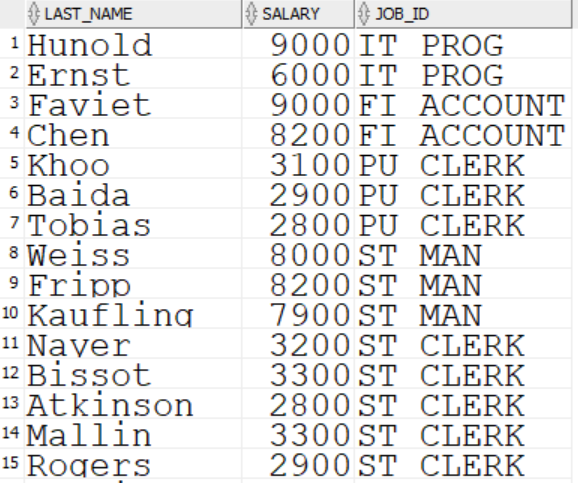 LAST_NAME SALARY JOB_ID
1 Hunold 9000 IT PROG
2 Ernst 6000 IT PROG
3 Faviet 9000 FI ACCOUNT
4 Chen 8200 FI ACCOUNT
5 Khoo 3100 PU CLERK
6 Baida 2900 PU CLERK
7 Tobias 2800 PU CLERK
8 Weiss 8000 ST MAN
9 Fripp 8200 ST MAN
10 Kaufling 7900 ST MAN
11 Nayer 3200 ST CLERK
12 Bissot 3300 ST CLERK
13 Atkinson 2800 ST CLERK
14 Mallin 3300 ST CLERK
15 Rogers 2900 ST CLERK